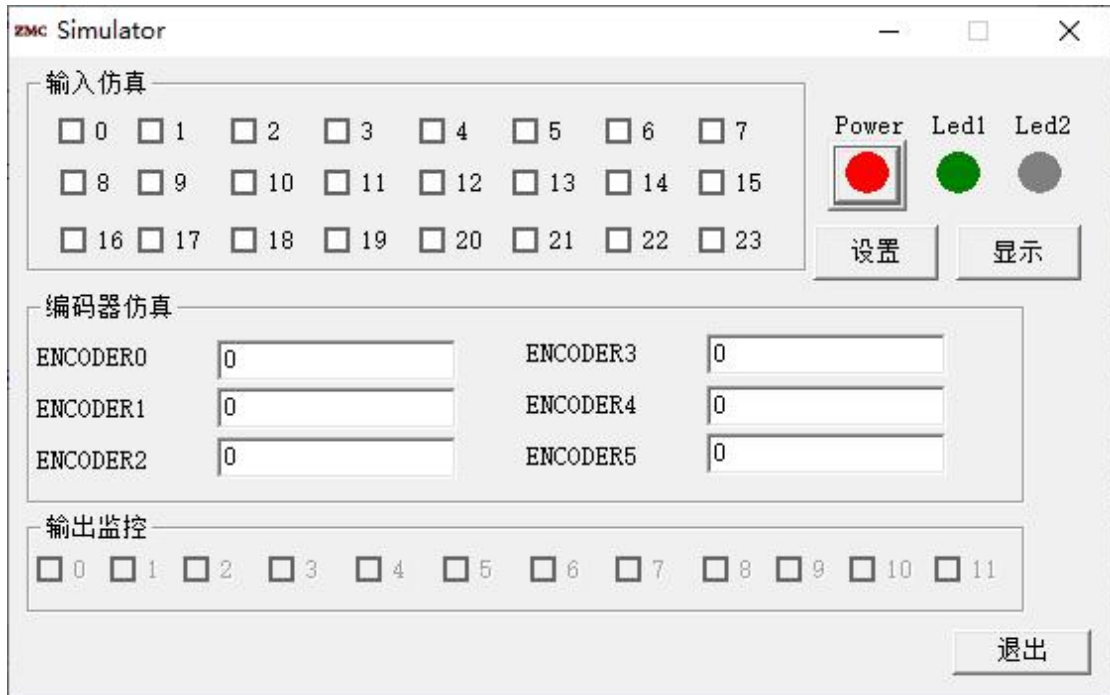 ZMC Simulator
输入仿真
0 1 2 3 4 5 6 7
Power Led1 Led2
8 9 10 11 12 13 14 15
16 17 18 19 20 21 22 23
设置 显示
编码器仿真
ENCODER0 0 ENCODER3 0
ENCODER1 0 ENCODER4 0
ENCODER2 0 ENCODER5 0
输出监控
0 1 2 3 4 5 6 7 8 9 10 11
退出